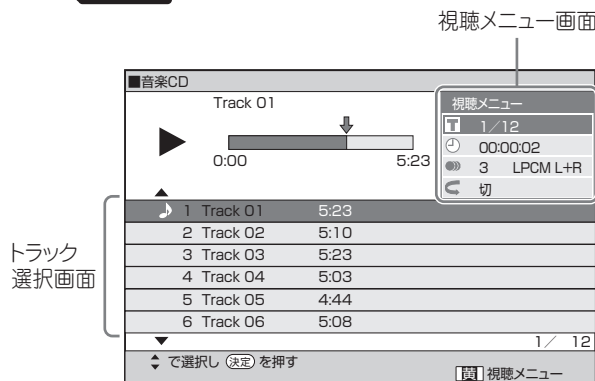 視聴メニュー画面
■音楽CD
Track 01
0:00 5:23
視聴メニュー
T 1/12
00:00:02
3 LPCM L+R
切
トラック
選択画面
♪ 1 Track 01 5:23
2 Track 02 5:10
3 Track 03 5:23
4 Track 04 5:03
5 Track 05 4:44
6 Track 06 5:08
1/ 12
で選択し 決定 を押す
黄 視聴メニュー